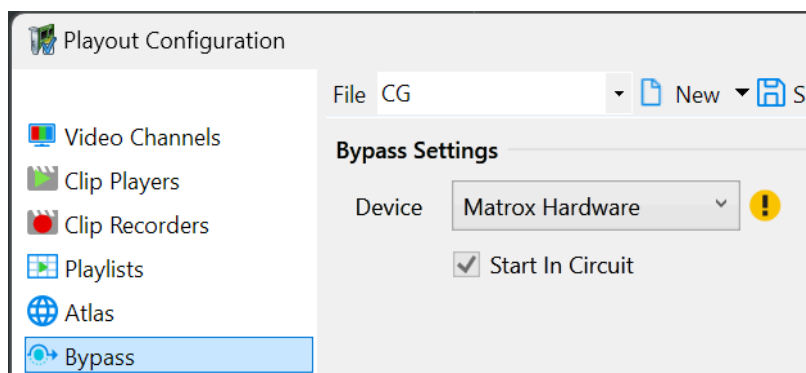 Playout Configuration
File CG New S
Video Channels
Clip Players
Clip Recorders
Playlists
Atlas
Bypass
Bypass Settings
Device Matrox Hardware
Start In Circuit